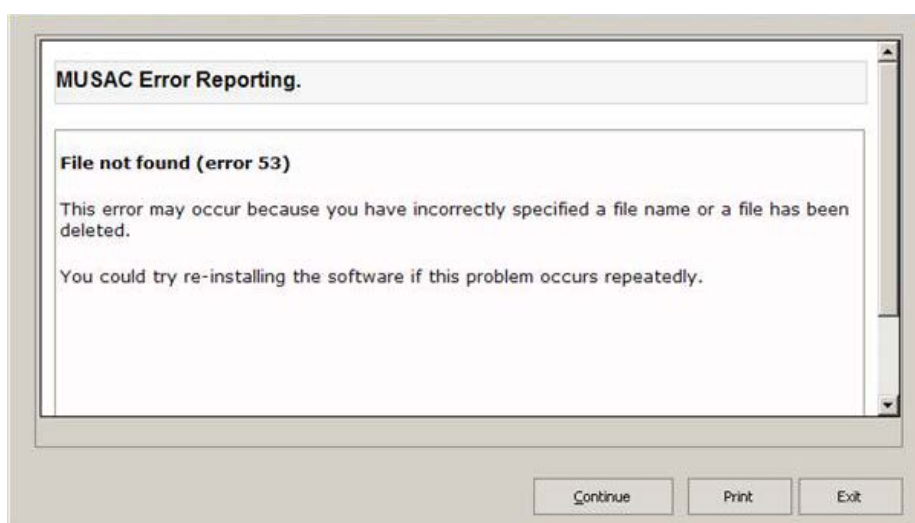 MUSAC Error Reporting.
File not found (error 53)
This error may occur because you have incorrectly specified a file name or a file has been
deleted.
You could try re-installing the software if this problem occurs repeatedly.
Continue Print Exit